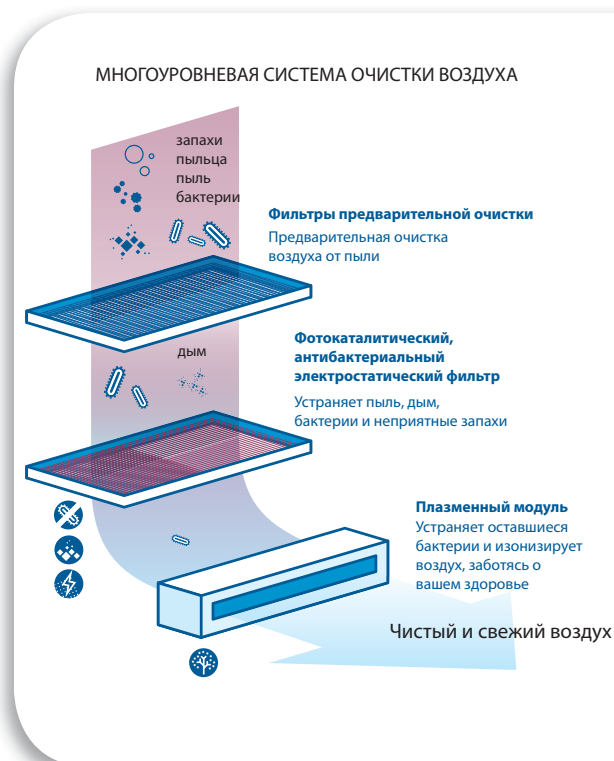 МНОГОУРОВНЕВАЯ СИСТЕМА ОЧИСТКИ ВОЗДУХА
запахи
пыльца
пыль
бактерии
Фильтры предварительной очистки
Предварительная очистка
воздуха от пыли
дым
Фотокаталитический,
антибактериальный
электростатический фильтр
Устраняет пыль, дым,
бактерии и неприятные запахи
Плазменный модуль
Устраняет оставшиеся
бактерии и изонизирует
воздух, заботясь о
вашем здоровье
Чистый и свежий воздух